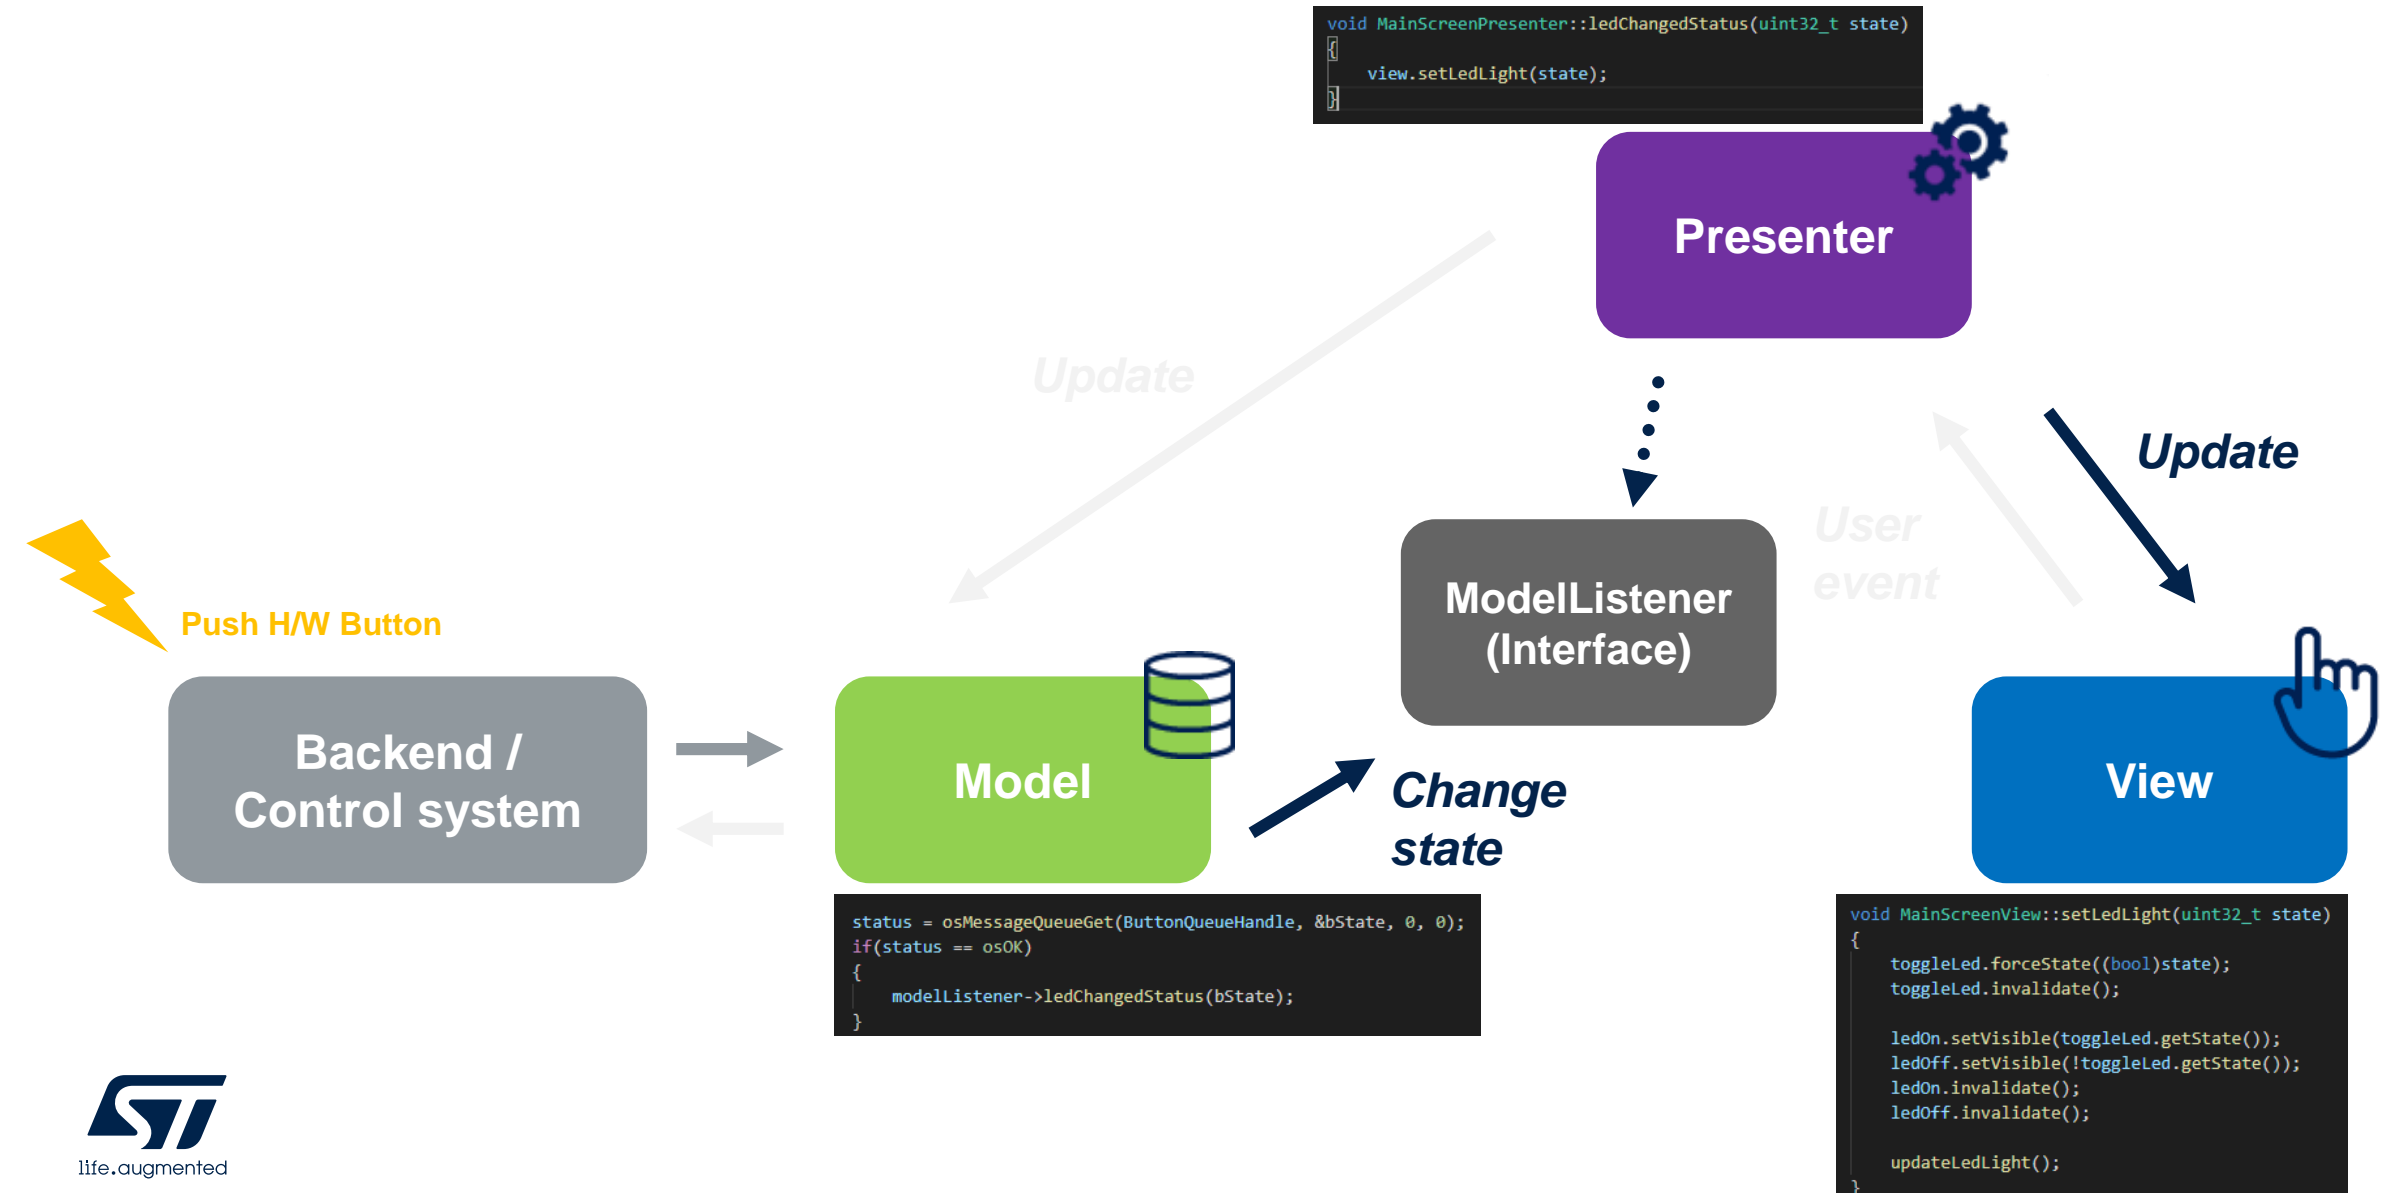 void MainScreenPresenter::ledChangedStatus(uint32_t state)
{
    view.setLedLight(state);
}
Presenter
Update
Update
User
event
ModelListener
(Interface)
Push H/W Button
Backend /
Control system
Model
Change
state
View
status = osMessageQueueGet(ButtonQueueHandle, &bState, 0, 0);
if(status == osOK)
{
    modelListener->ledChangedStatus(bState);
}
void MainScreenView::setLedLight(uint32_t state)
{
    toggleLed.forceState((bool)state);
    toggleLed.invalidate();
    ledOn.setVisible(toggleLed.getState());
    ledOff.setVisible(!toggleLed.getState());
    ledOn.invalidate();
    ledOff.invalidate();
    updateLedLight();
}
ST
life.augmented